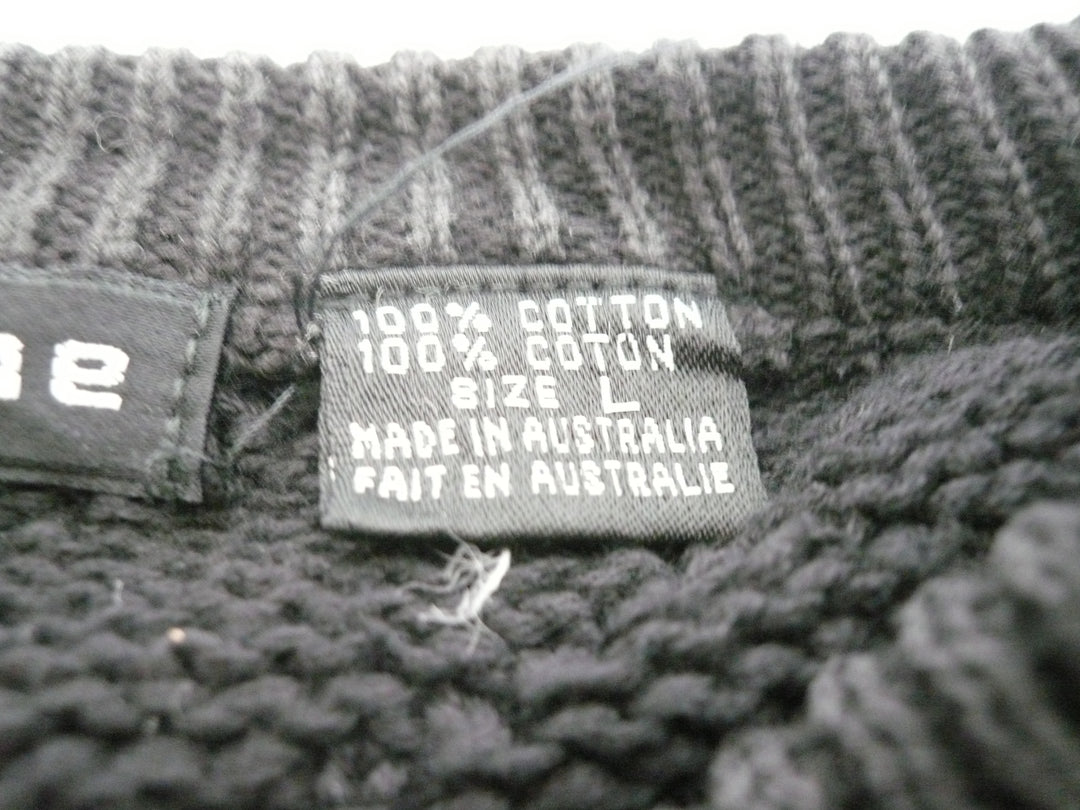 100% COTTON
100% COTON
SIZE L
MADE IN AUSTRALIA
FAIT EN AUSTRALIE